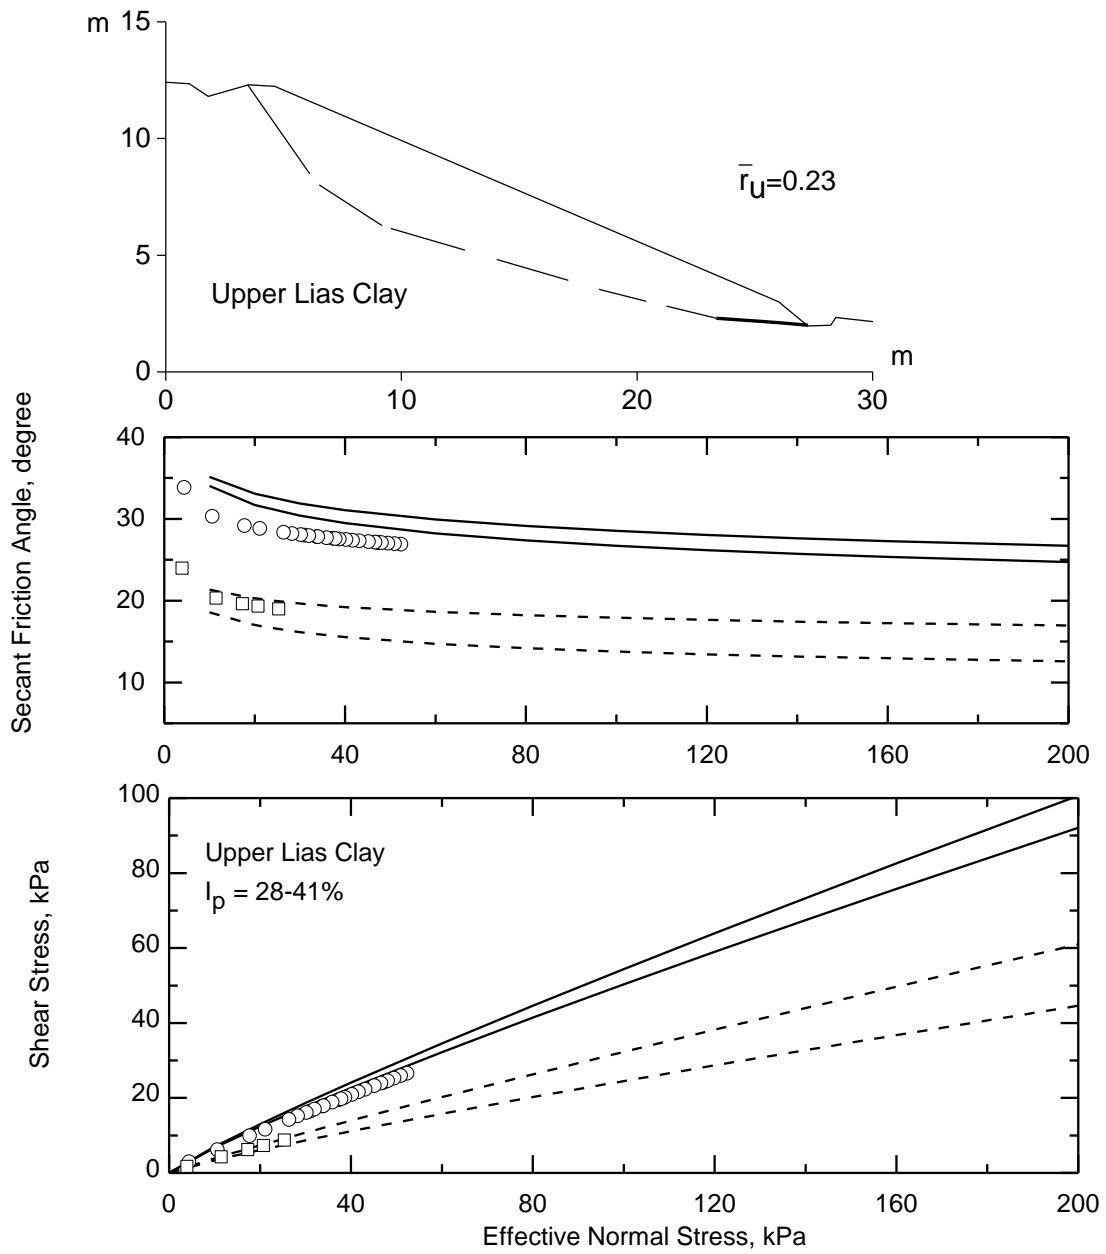 m 15
10
r̅u=0.23
5
Upper Lias Clay
0
m
0 10 20 30
Secant Friction Angle, degree
40
30
20
10
0 40 80 120 160 200
Shear Stress, kPa
100
Upper Lias Clay
80
Ip = 28-41%
60
40
20
0
0 40 80 120 160 200
Effective Normal Stress, kPa